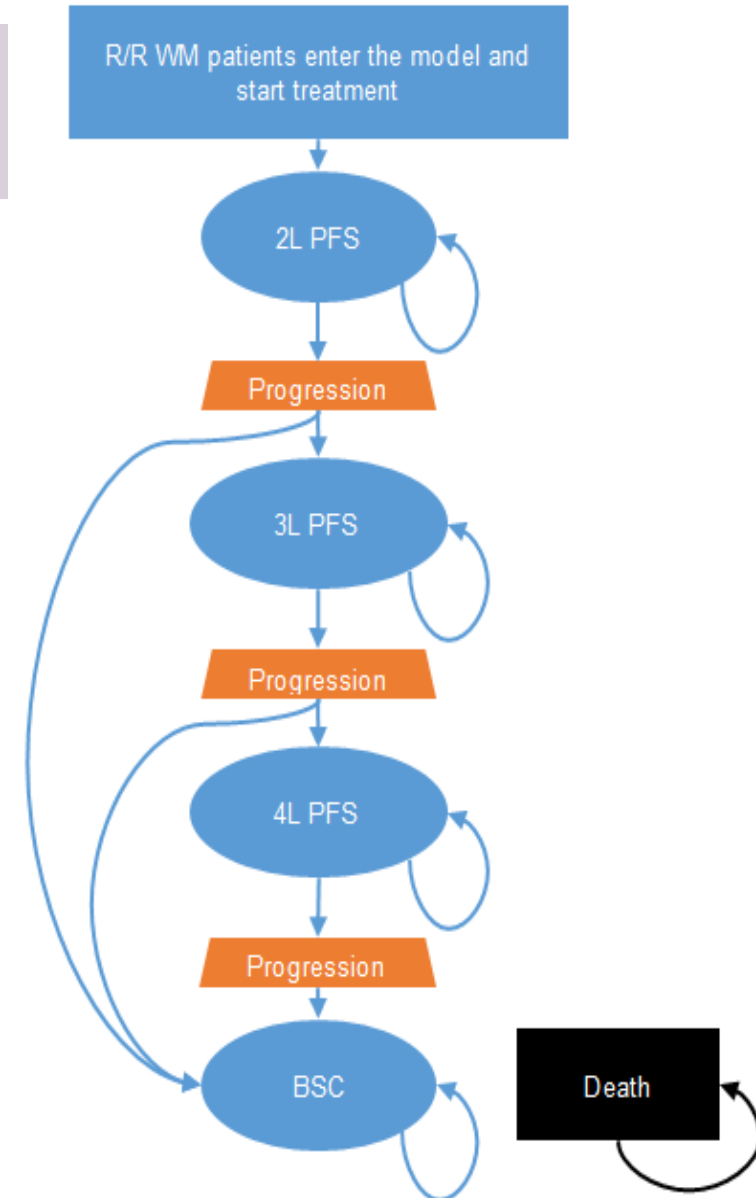 R/R WM patients enter the model and
start treatment
2L PFS
Progression
3L PFS
Progression
4L PFS
Progression
BSC
Death